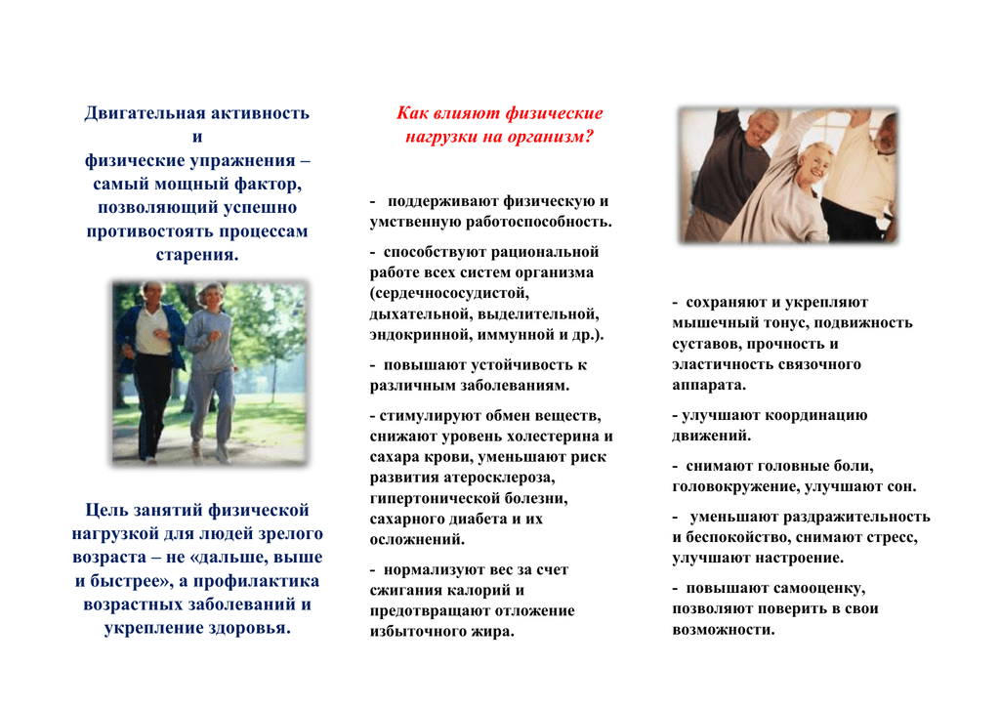 Двигательная активность
и
физические упражнения –
самый мощный фактор,
позволяющий успешно
противостоять процессам
старения.
Цель занятий физической
нагрузкой для людей зрелого
возраста – не «дальше, выше
и быстрее», а профилактика
возрастных заболеваний и
укрепление здоровья.
Как влияют физические
нагрузки на организм?
- поддерживают физическую и
умственную работоспособность.
- способствуют рациональной
работе всех систем организма
(сердечнососудистой,
дыхательной, выделительной,
эндокринной, иммунной и др.).
- повышают устойчивость к
различным заболеваниям.
- стимулируют обмен веществ,
снижают уровень холестерина и
сахара крови, уменьшают риск
развития атеросклероза,
гипертонической болезни,
сахарного диабета и их
осложнений.
- нормализуют вес за счет
сжигания калорий и
предотвращают отложение
избыточного жира.
- сохраняют и укрепляют
мышечный тонус, подвижность
суставов, прочность и
эластичность связочного
аппарата.
- улучшают координацию
движений.
- снимают головные боли,
головокружение, улучшают сон.
- уменьшают раздражительность
и беспокойство, снимают стресс,
улучшают настроение.
- повышают самооценку,
позволяют поверить в свои
возможности.